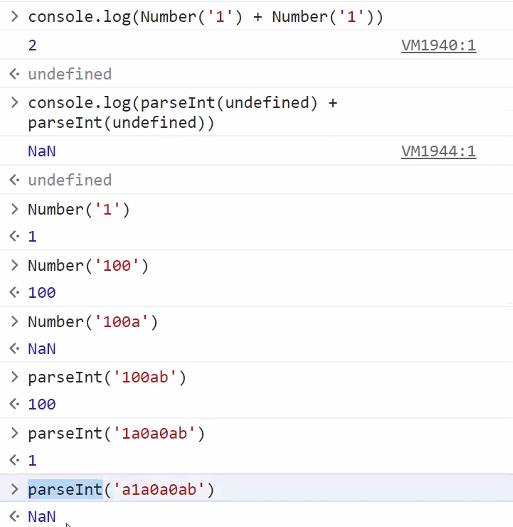 > console.log(Number('1') + Number('1'))
2 VM1940:1
undefined
> console.log(parseInt(undefined) +
parseInt(undefined))
NaN VM1944:1
undefined
> Number('1')
1
> Number('100')
100
> Number('100a')
NaN
> parseInt('100ab')
100
> parseInt('1a0a0ab')
1
> parseInt('a1a0a0ab')
NaN